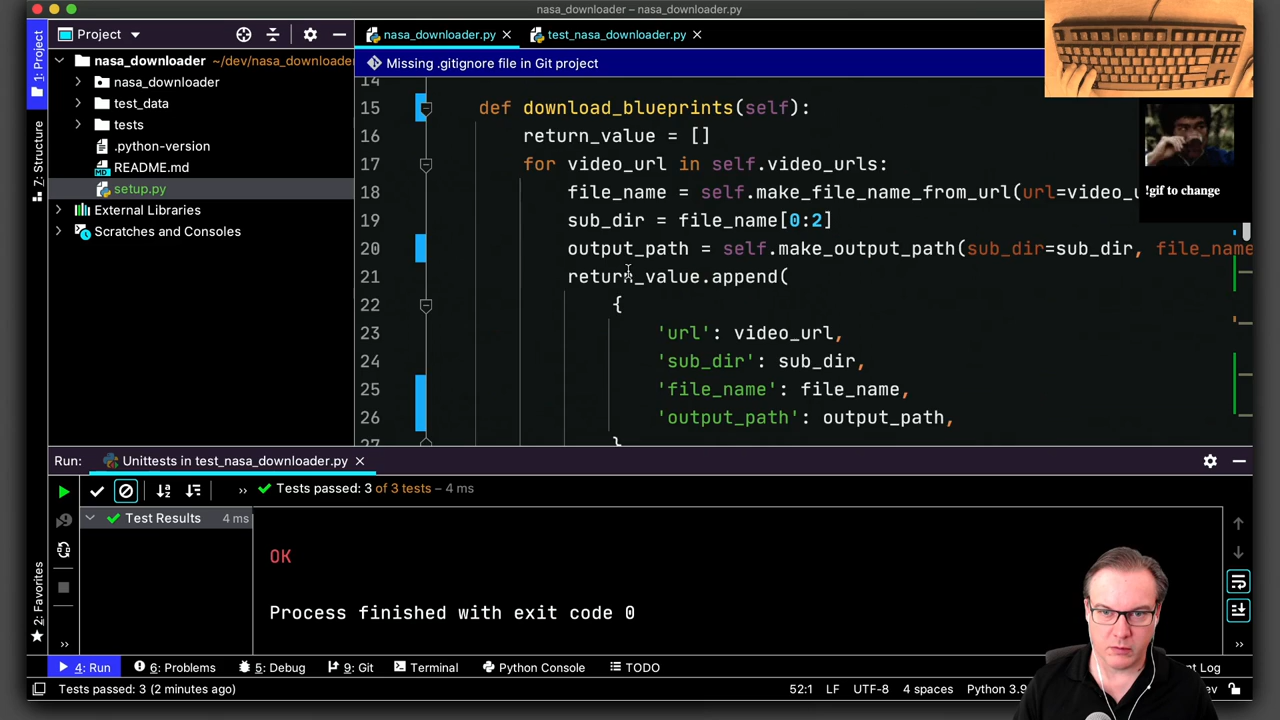 nasa_downloader – nasa_downloader.py
Project
nasa_downloader.py
test_nasa_downloader.py
nasa_downloader ~/dev/nasa_downloader
Missing .gitignore file in Git project
nasa_downloader
test_data
tests
.python-version
README.md
setup.py
External Libraries
Scratches and Consoles
1: Project
7: Structure
2: Favorites
14
15 def download_blueprints(self):
16 return_value = []
17 for video_url in self.video_urls:
18 file_name = self.make_file_name_from_url(url=video_u
19 sub_dir = file_name[0:2]
20 output_path = self.make_output_path(sub_dir=sub_dir, file_name
21 return_value.append(
22 {
23 'url': video_url,
24 'sub_dir': sub_dir,
25 'file_name': file_name,
26 'output_path': output_path,
27 }
!gif to change
Run: Unittests in test_nasa_downloader.py
Tests passed: 3 of 3 tests – 4 ms
Test Results 4 ms
OK
Process finished with exit code 0
4: Run 6: Problems 5: Debug 9: Git Terminal Python Console TODO t Log
Tests passed: 3 (2 minutes ago) 52:1 LF UTF-8 4 spaces Python 3.9 ev